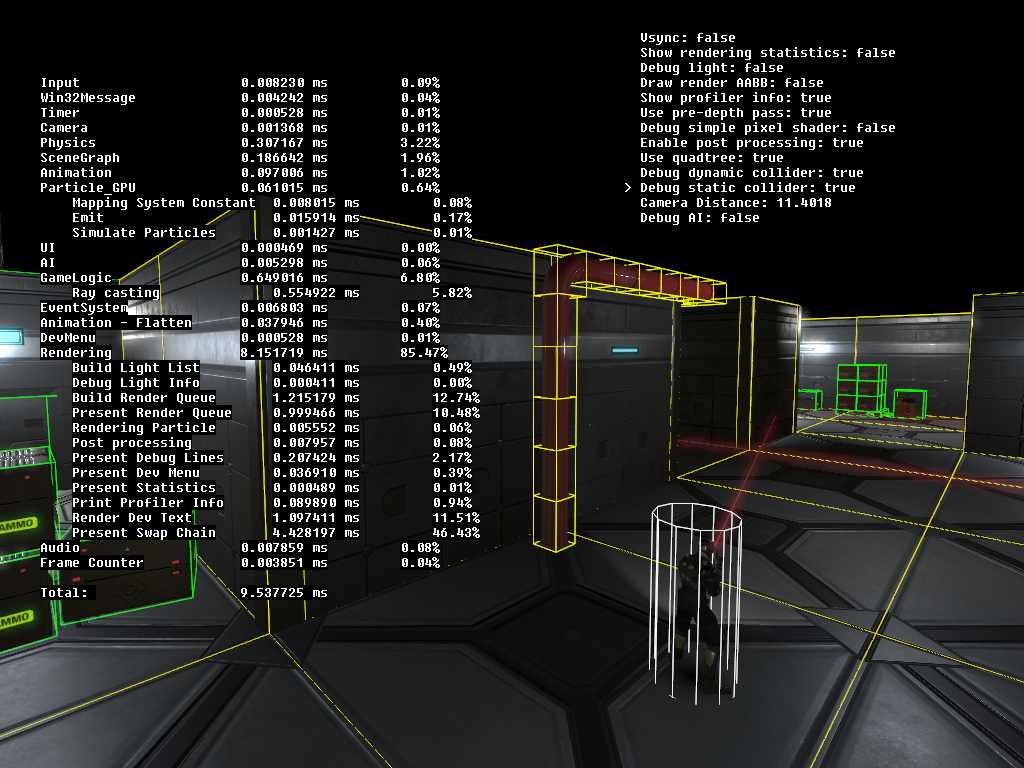 Vsync: false
Show rendering statistics: false
Debug light: false
Draw render AABB: false
Show profiler info: true
Use pre-depth pass: true
Debug simple pixel shader: false
Enable post processing: true
Use quadtree: true
Debug dynamic collider: true
> Debug static collider: true
Camera Distance: 11.4018
Debug AI: false
Input 0.008230 ms 0.09%
Win32Message 0.004242 ms 0.04%
Timer 0.000528 ms 0.01%
Camera 0.001368 ms 0.01%
Physics 0.307167 ms 3.22%
SceneGraph 0.186642 ms 1.96%
Animation 0.097006 ms 1.02%
Particle_GPU 0.061015 ms 0.64%
Mapping System Constant 0.008015 ms 0.08%
Emit 0.015914 ms 0.17%
Simulate Particles 0.001427 ms 0.01%
UI 0.000469 ms 0.00%
AI 0.005298 ms 0.06%
GameLogic 0.649016 ms 6.80%
Ray casting 0.554922 ms 5.82%
EventSystem 0.006803 ms 0.07%
Animation - Flatten 0.037946 ms 0.40%
DevMenu 0.000528 ms 0.01%
Rendering 8.151719 ms 85.47%
Build Light List 0.046411 ms 0.49%
Debug Light Info 0.000411 ms 0.00%
Build Render Queue 1.215179 ms 12.74%
Present Render Queue 0.999466 ms 10.48%
Rendering Particle 0.005552 ms 0.06%
Post processing 0.007957 ms 0.08%
Present Debug Lines 0.207424 ms 2.17%
Present Dev Menu 0.036910 ms 0.39%
Present Statistics 0.000489 ms 0.01%
Print Profiler Info 0.089890 ms 0.94%
Render Dev Text 1.097411 ms 11.51%
Present Swap Chain 4.428197 ms 46.43%
Audio 0.007859 ms 0.08%
Frame Counter 0.003851 ms 0.04%
Total: 9.537725 ms
AMMO
AMMO